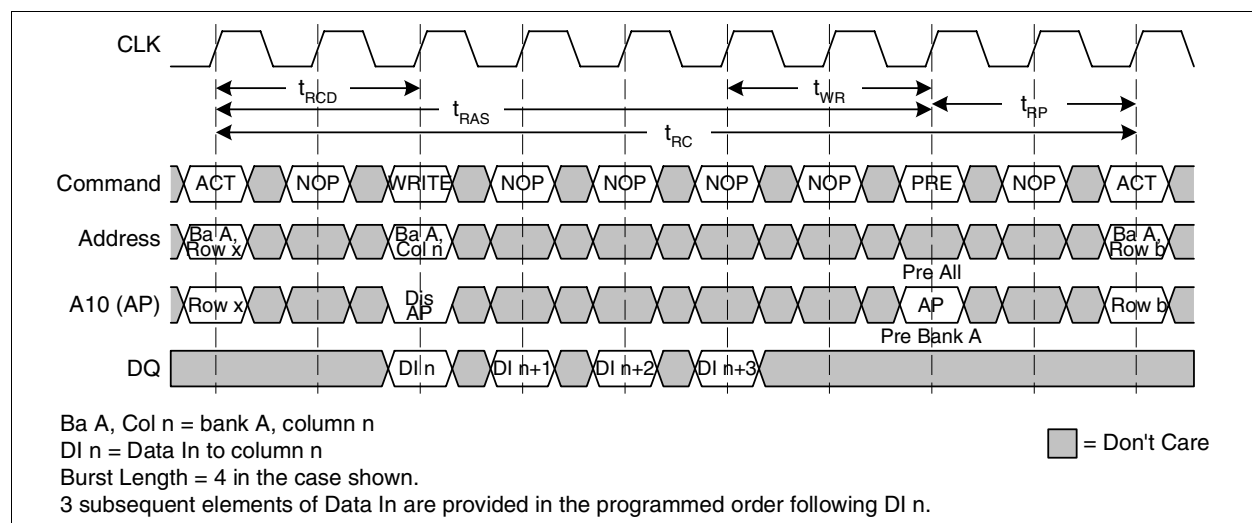 CLK
tRCD
tWR
tRAS
tRP
tRC
Command ACT NOP WRITE NOP NOP NOP NOP PRE NOP ACT
Address Ba A, Row x Ba A, Col n Ba A, Row b
Pre All
A10 (AP) Row x Dis AP AP Row b
Pre Bank A
DQ DI n DI n+1 DI n+2 DI n+3
Ba A, Col n = bank A, column n
DI n = Data In to column n
= Don't Care
Burst Length = 4 in the case shown.
3 subsequent elements of Data In are provided in the programmed order following DI n.